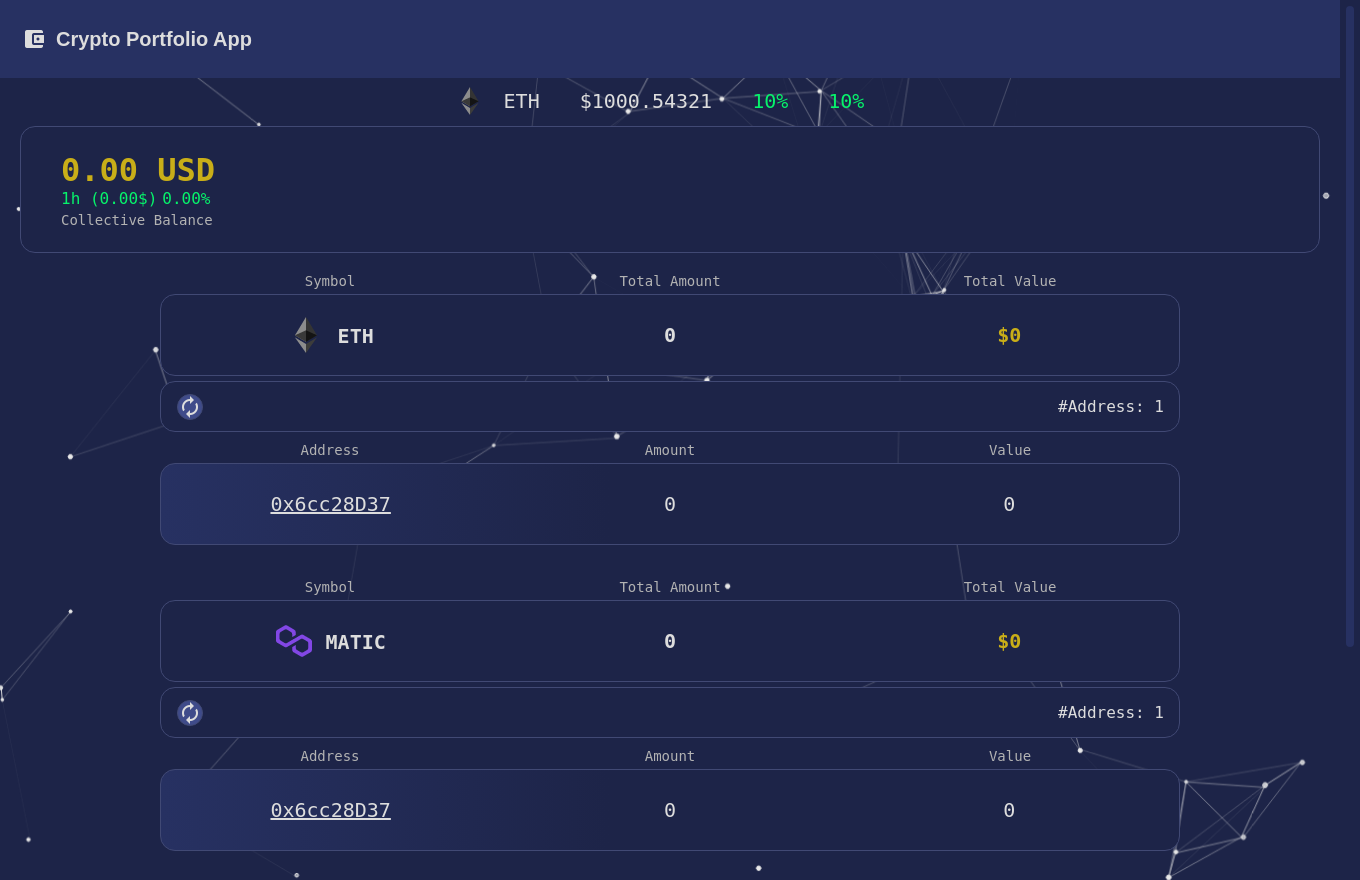 Crypto Portfolio App
ETH $1000.54321 10% 10%
0.00 USD
1h (0.00$) 0.00%
Collective Balance
Symbol Total Amount Total Value
ETH 0 $0
#Address: 1
Address Amount Value
0x6cc28D37 0 0
Symbol Total Amount Total Value
MATIC 0 $0
#Address: 1
Address Amount Value
0x6cc28D37 0 0